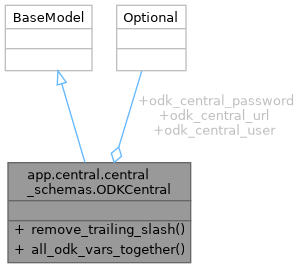 BaseModel
Optional
+odk_central_password
+odk_central_url
+odk_central_user
app.central.central
_schemas.ODKCentral
+ remove_trailing_slash()
+ all_odk_vars_together()